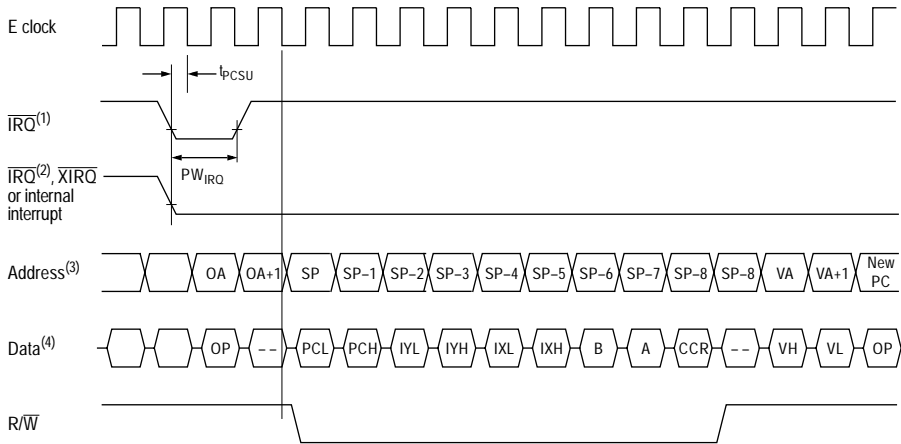 E clock
tPCSU
IRQ(1)
PWIRQ
IRQ(2), XIRQ
or internal
interrupt
Address(3) OA OA+1 SP SP–1 SP–2 SP–3 SP–4 SP–5 SP–6 SP–7 SP–8 SP–8 VA VA+1 New
PC
Data(4) OP – – PCL PCH IYL IYH IXL IXH B A CCR – – VH VL OP
R/W